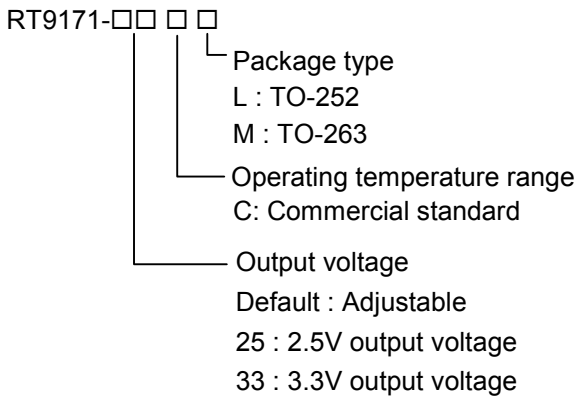 RT9171-□□ □ □
Package type
L : TO-252
M : TO-263
Operating temperature range
C: Commercial standard
Output voltage
Default : Adjustable
25 : 2.5V output voltage
33 : 3.3V output voltage